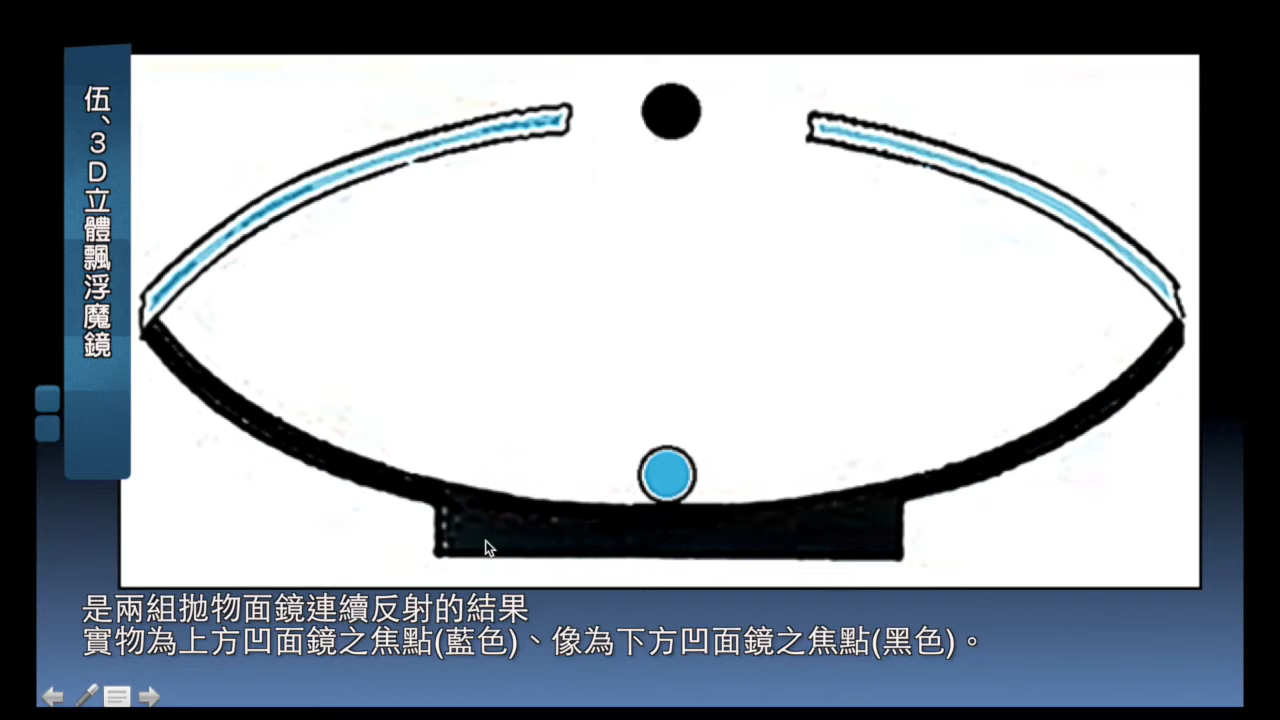 伍、3D立體飄浮魔鏡
是兩組拋物面鏡連續反射的結果
實物為上方凹面鏡之焦點(藍色)、像為下方凹面鏡之焦點(黑色)。